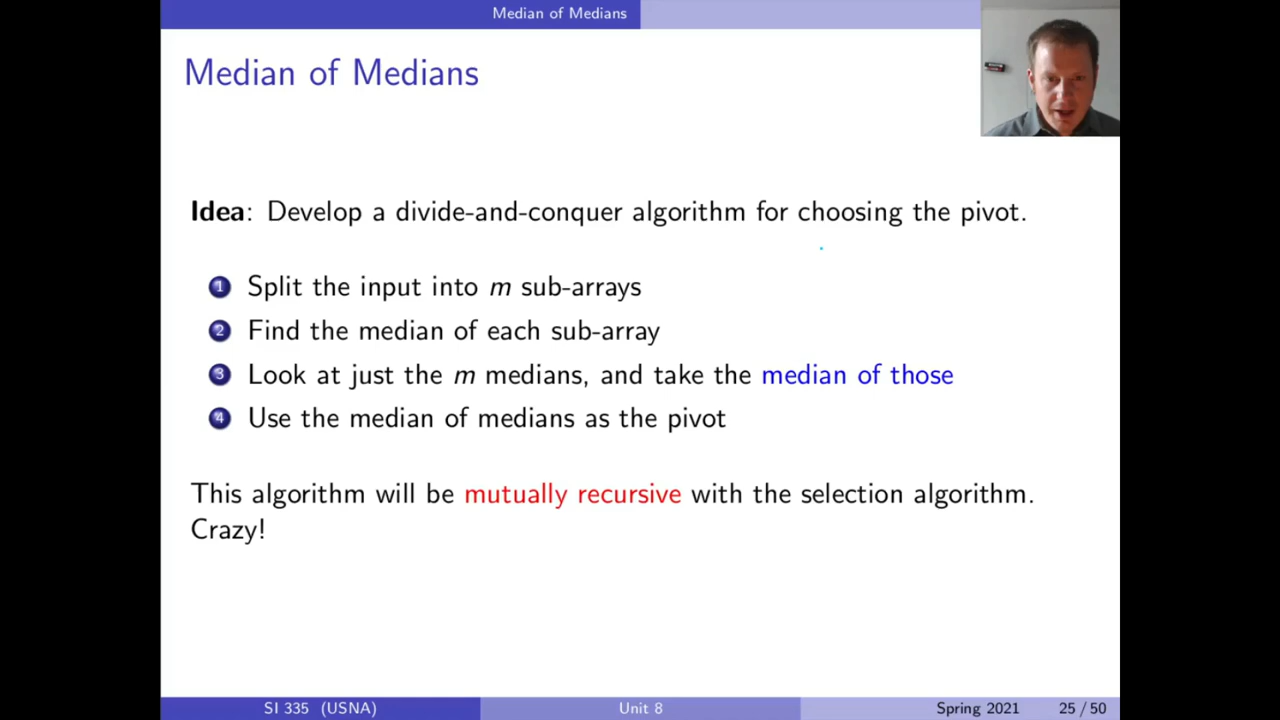 Median of Medians
Median of Medians
Idea: Develop a divide-and-conquer algorithm for choosing the pivot.
1 Split the input into m sub-arrays
2 Find the median of each sub-array
3 Look at just the m medians, and take the median of those
4 Use the median of medians as the pivot
This algorithm will be mutually recursive with the selection algorithm.
Crazy!
SI 335 (USNA) Unit 8 Spring 2021 25 / 50